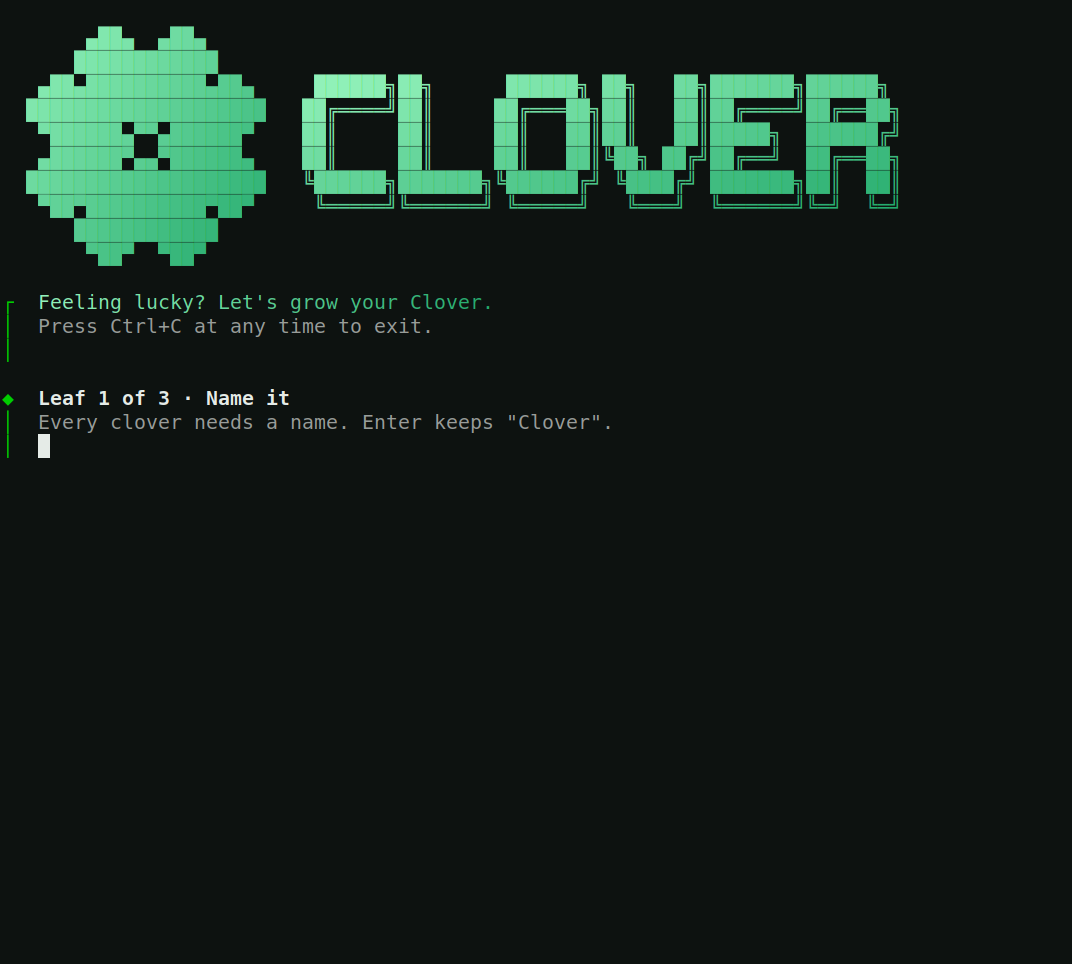 CLOVER
Feeling lucky? Let's grow your Clover.
Press Ctrl+C at any time to exit.
Leaf 1 of 3 · Name it
Every clover needs a name. Enter keeps "Clover".